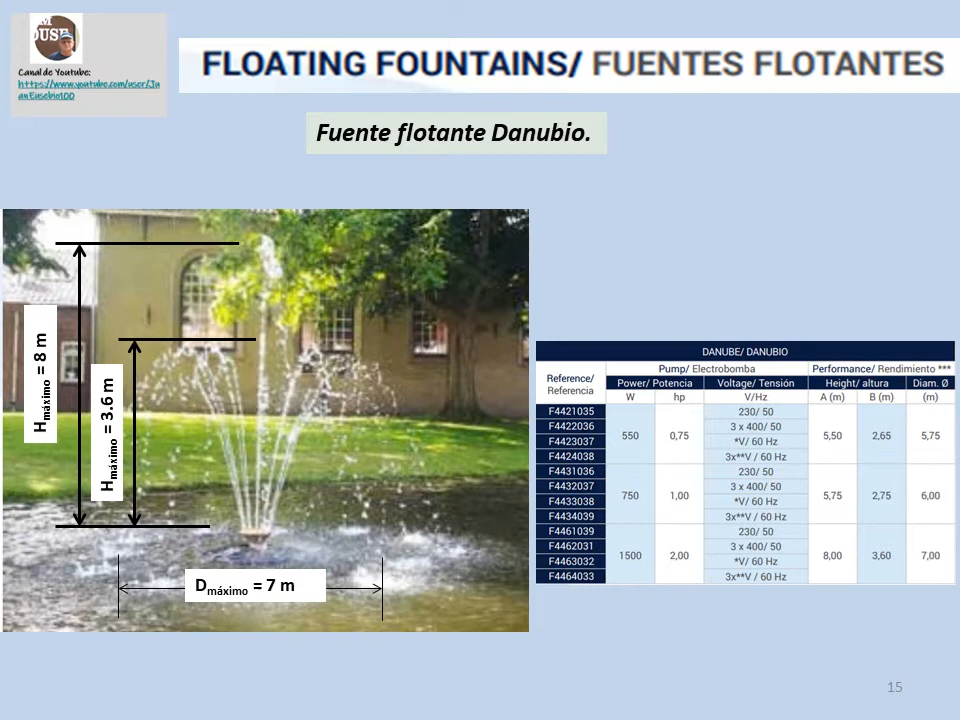 OUSE
Canal de Youtube:
https://www.youtube.com/user/Ju
anEusebio100
FLOATING FOUNTAINS/ FUENTES FLOTANTES
Fuente flotante Danubio.
Hmáximo = 8 m
Hmáximo = 3.6 m
Dmáximo = 7 m
DANUBE/ DANUBIO
Reference/ Referencia Pump/ Electrobomba Performance/ Rendimiento ***
Power/ Potencia Voltage/ Tensión Height/ altura Diam. Ø
W hp V/Hz A (m) B (m) (m)
F4421035 230/ 50
F4422036 3 x 400/ 50
550 0,75 5,50 2,65 5,75
F4423037 *V/ 60 Hz
F4424038 3x**V / 60 Hz
F4431036 230/ 50
F4432037 3 x 400/ 50
750 1,00 5,75 2,75 6,00
F4433038 *V/ 60 Hz
F4434039 3x**V / 60 Hz
F4461039 230/ 50
F4462031 3 x 400/ 50
1500 2,00 8,00 3,60 7,00
F4463032 *V/ 60 Hz
F4464033 3x**V / 60 Hz
15